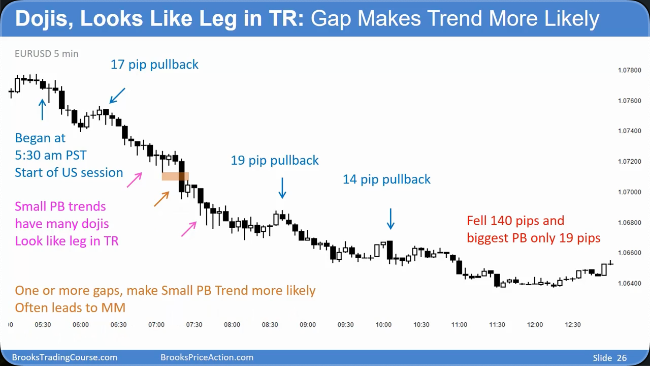 Dojis, Looks Like Leg in TR: Gap Makes Trend More Likely
EURUSD 5 min
17 pip pullback
1.07800
1.07600
1.07400
1.07200
1.07000
1.06800
1.06600
1.06400
Began at
5:30 am PST
Start of US session
19 pip pullback
14 pip pullback
Small PB trends
have many dojis
Look like leg in TR
Fell 140 pips and
biggest PB only 19 pips
One or more gaps, make Small PB Trend more likely
Often leads to MM
05:30 06:00 06:30 07:00 07:30 08:00 08:30 09:00 09:30 10:00 10:30 11:00 11:30 12:00 12:30
BrooksTradingCourse.com BrooksPriceAction.com Slide 26